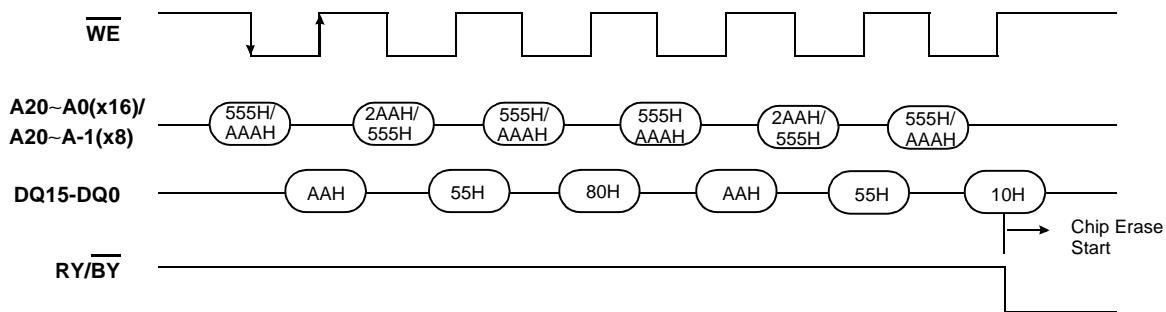 WE
A20~A0(x16)/
A20~A-1(x8)
555H/
AAAH
2AAH/
555H
555H/
AAAH
555H
AAAH
2AAH/
555H
555H/
AAAH
DQ15-DQ0
AAH
55H
80H
AAH
55H
10H
Chip Erase
Start
RY/BY